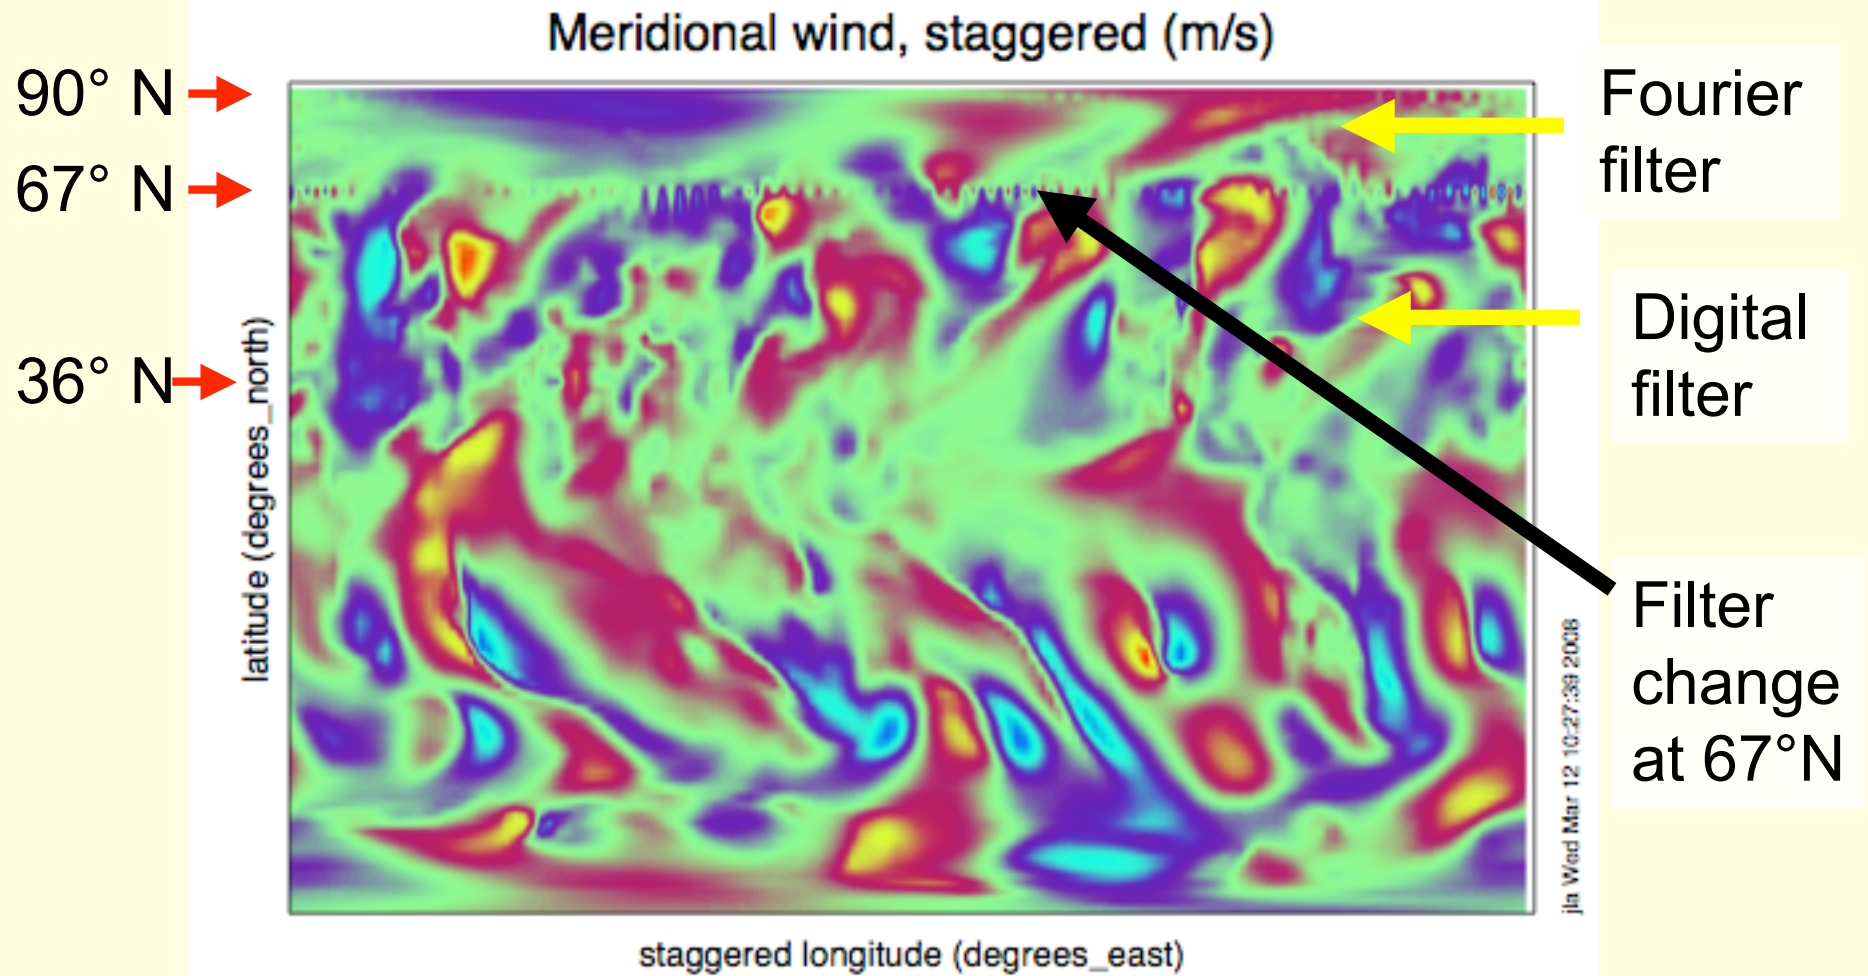 Meridional wind, staggered (m/s)
90° N
67° N
36° N
latitude (degrees_north)
staggered longitude (degrees_east)
jla Wed Mar 12 10:27:39 2008
Fourier
filter
Digital
filter
Filter
change
at 67°N